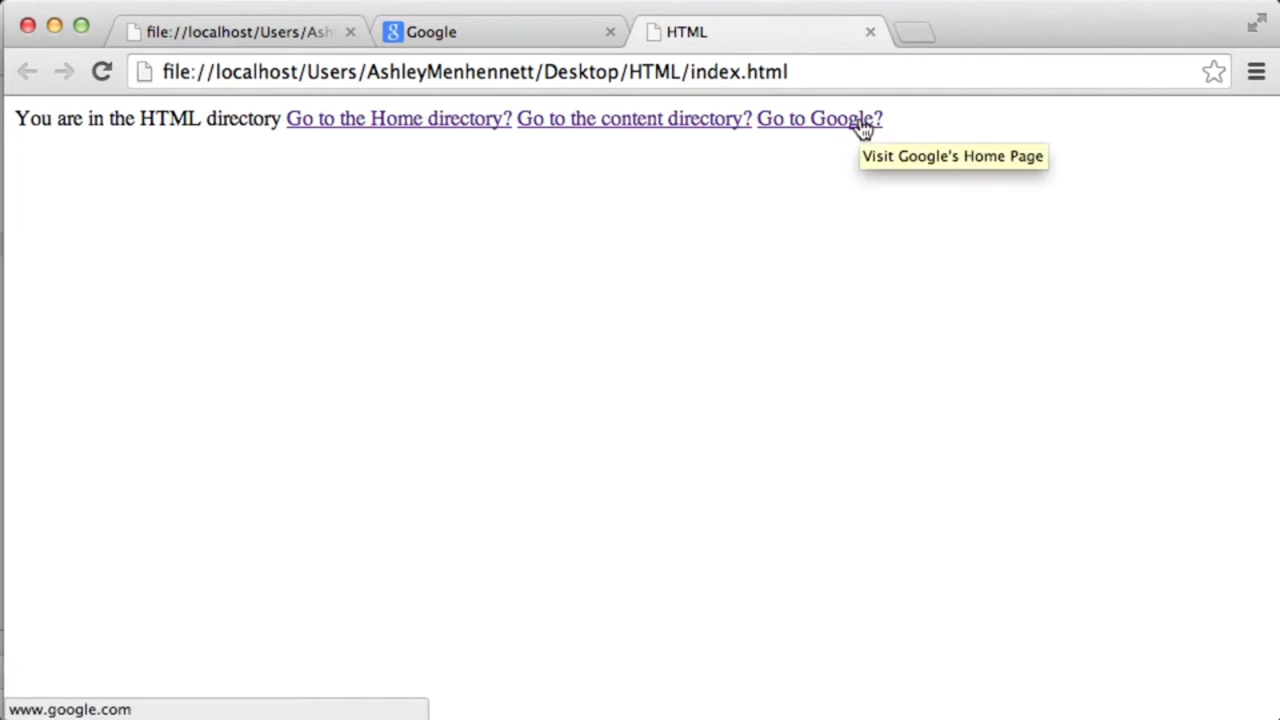 file://localhost/Users/Ash
Google
HTML
file://localhost/Users/AshleyMenhennett/Desktop/HTML/index.html
You are in the HTML directory Go to the Home directory? Go to the content directory? Go to Google?
Visit Google's Home Page
www.google.com